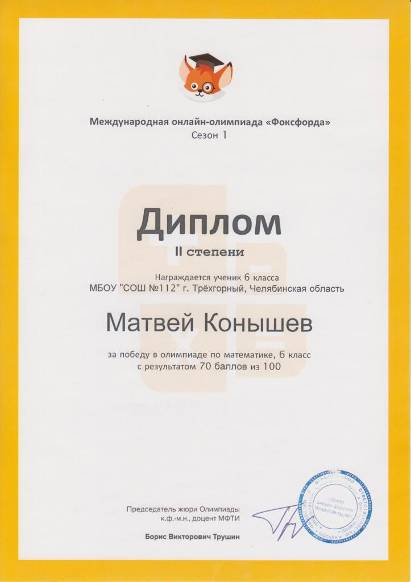 Международная онлайн-олимпиада «Фоксфорда»
Сезон 1
Диплом
II степени
Награждается ученик 6 класса
МБОУ "СОШ №112" г. Трёхгорный, Челябинская область
Матвей Конышев
за победу в олимпиаде по математике, 6 класс
с результатом 70 баллов из 100
Председатель жюри Олимпиады
к.ф.-м.н., доцент МФТИ
Борис Викторович Трушин